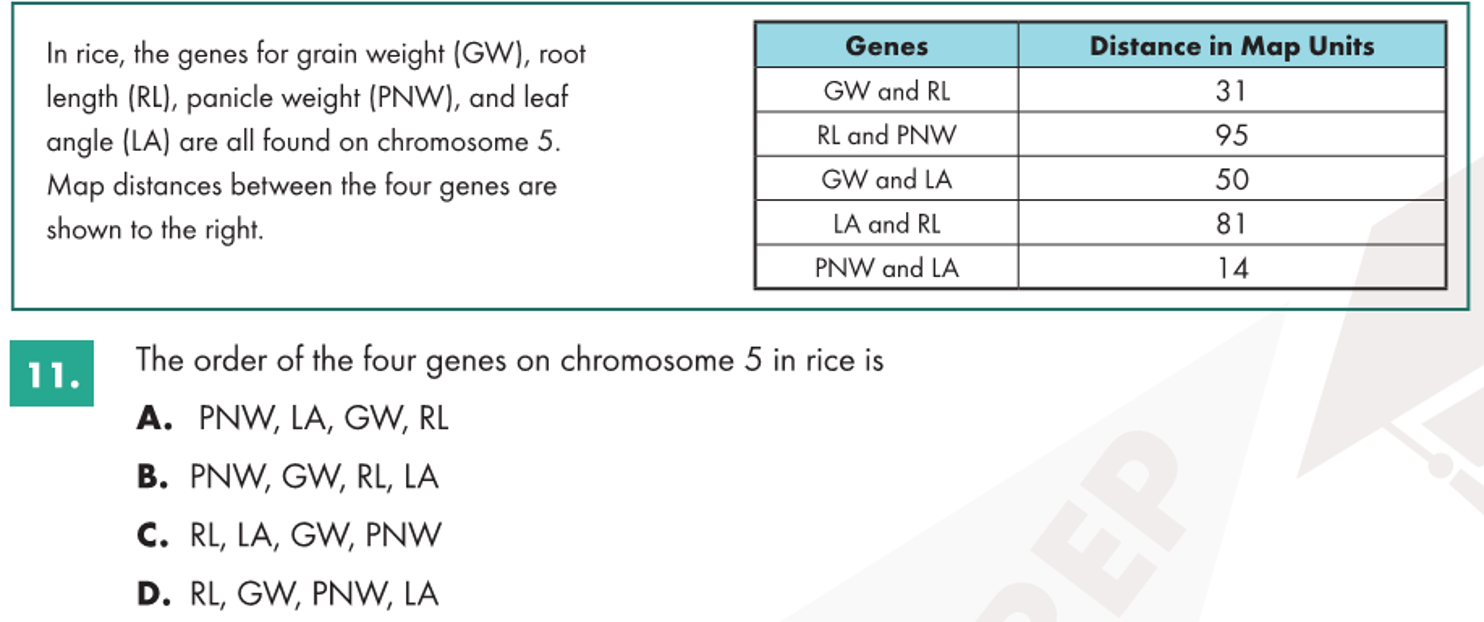 In rice, the genes for grain weight (GW), root
length (RL), panicle weight (PNW), and leaf
angle (LA) are all found on chromosome 5.
Map distances between the four genes are
shown to the right.
Genes Distance in Map Units
GW and RL 31
RL and PNW 95
GW and LA 50
LA and RL 81
PNW and LA 14
11. The order of the four genes on chromosome 5 in rice is
A. PNW, LA, GW, RL
B. PNW, GW, RL, LA
C. RL, LA, GW, PNW
D. RL, GW, PNW, LA